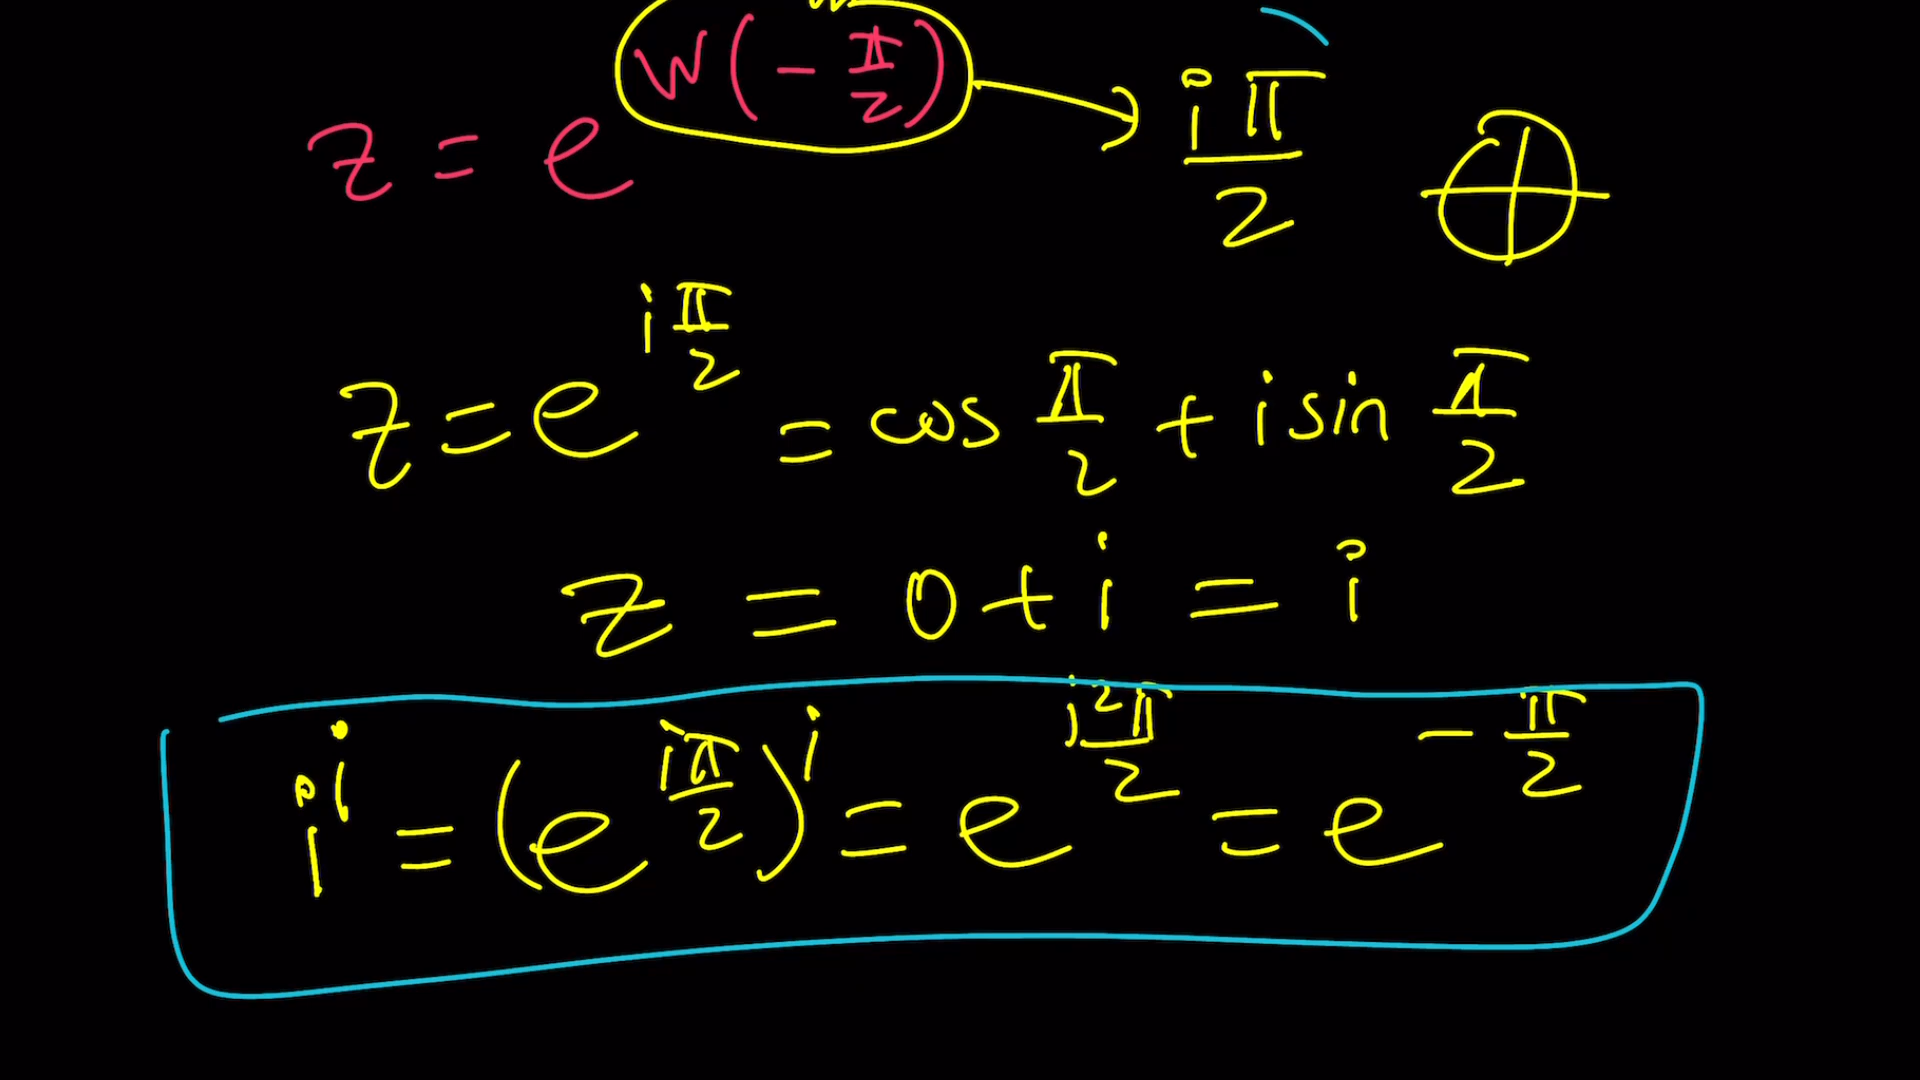 z = e^{W(-π/2)} → iπ/2
z = e^{iπ/2} = cos π/2 + i sin π/2
z = 0 + i = i
i^i = (e^{iπ/2})^i = e^{i²π/2} = e^{-π/2}